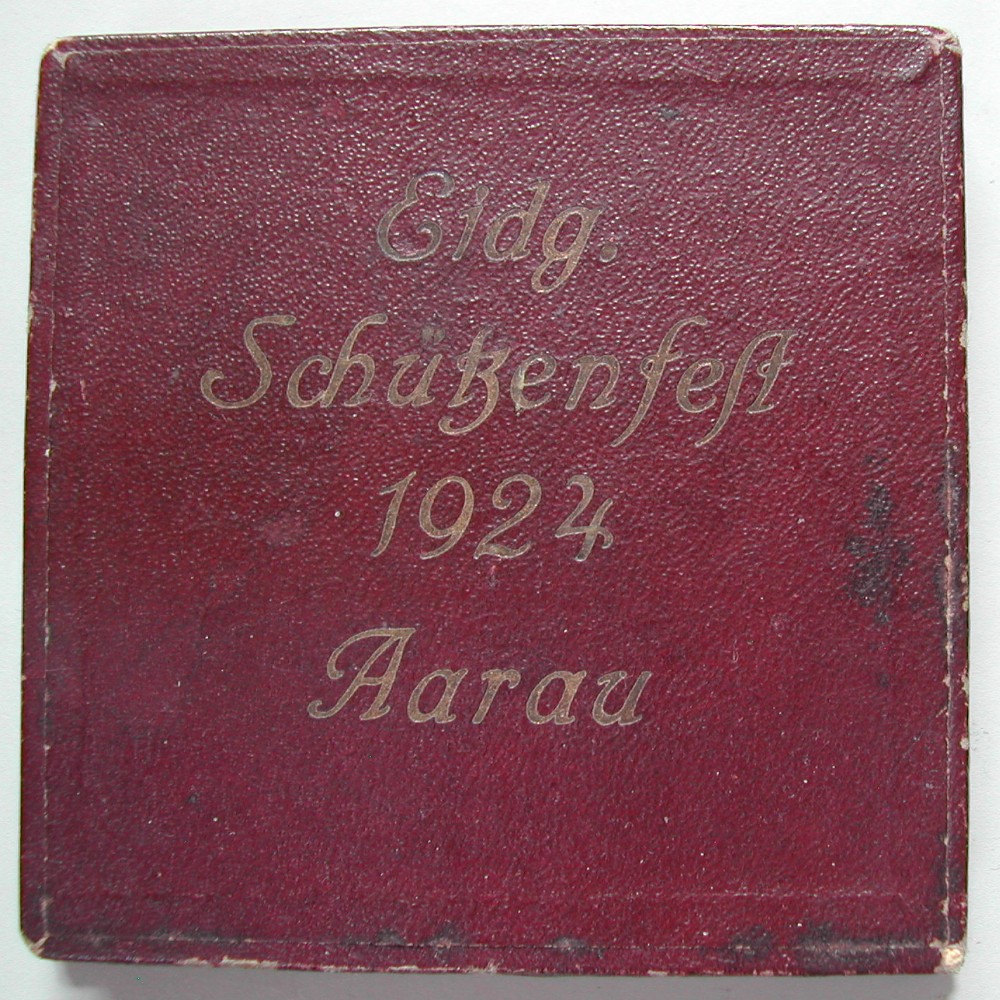 Eidg.
Schützenfest
1924
Aarau